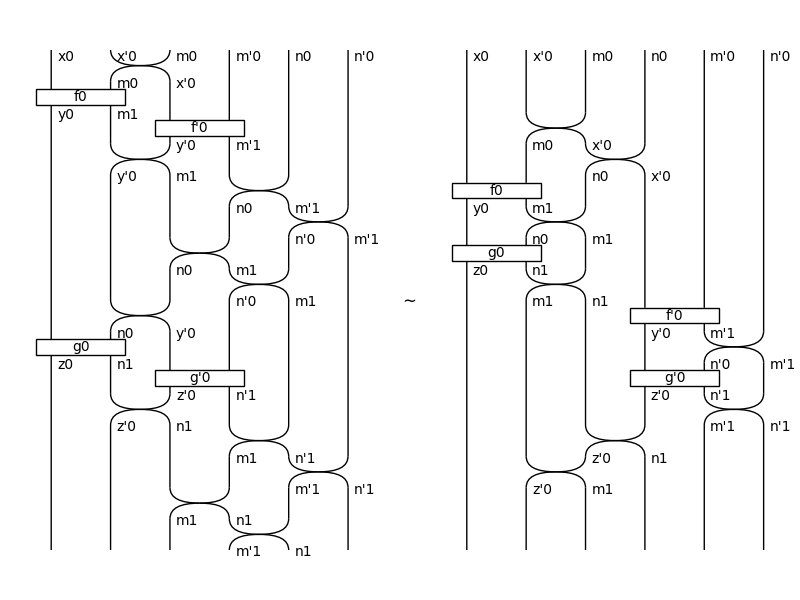 x0 x'0 m0 m'0 n0 n'0 x0 x'0 m0 n0 m'0 n'0
m0 x'0
f0
y0 m1
f'0
y'0 m'1 m0 x'0
y'0 m1 n0 x'0
f0
n0 m'1 y0 m1
n'0 m'1 n0 m1
g0
n0 m1 z0 n1
n'0 m1 ~ m1 n1
f'0
n0 y'0 y'0 m'1
g0
z0 n1 n'0 m'1
g'0 g'0
z'0 n'1 z'0 n'1
z'0 n1 m'1 n'1
m1 n'1 z'0 n1
m'1 n'1 z'0 m1
m1 n1
m'1 n1